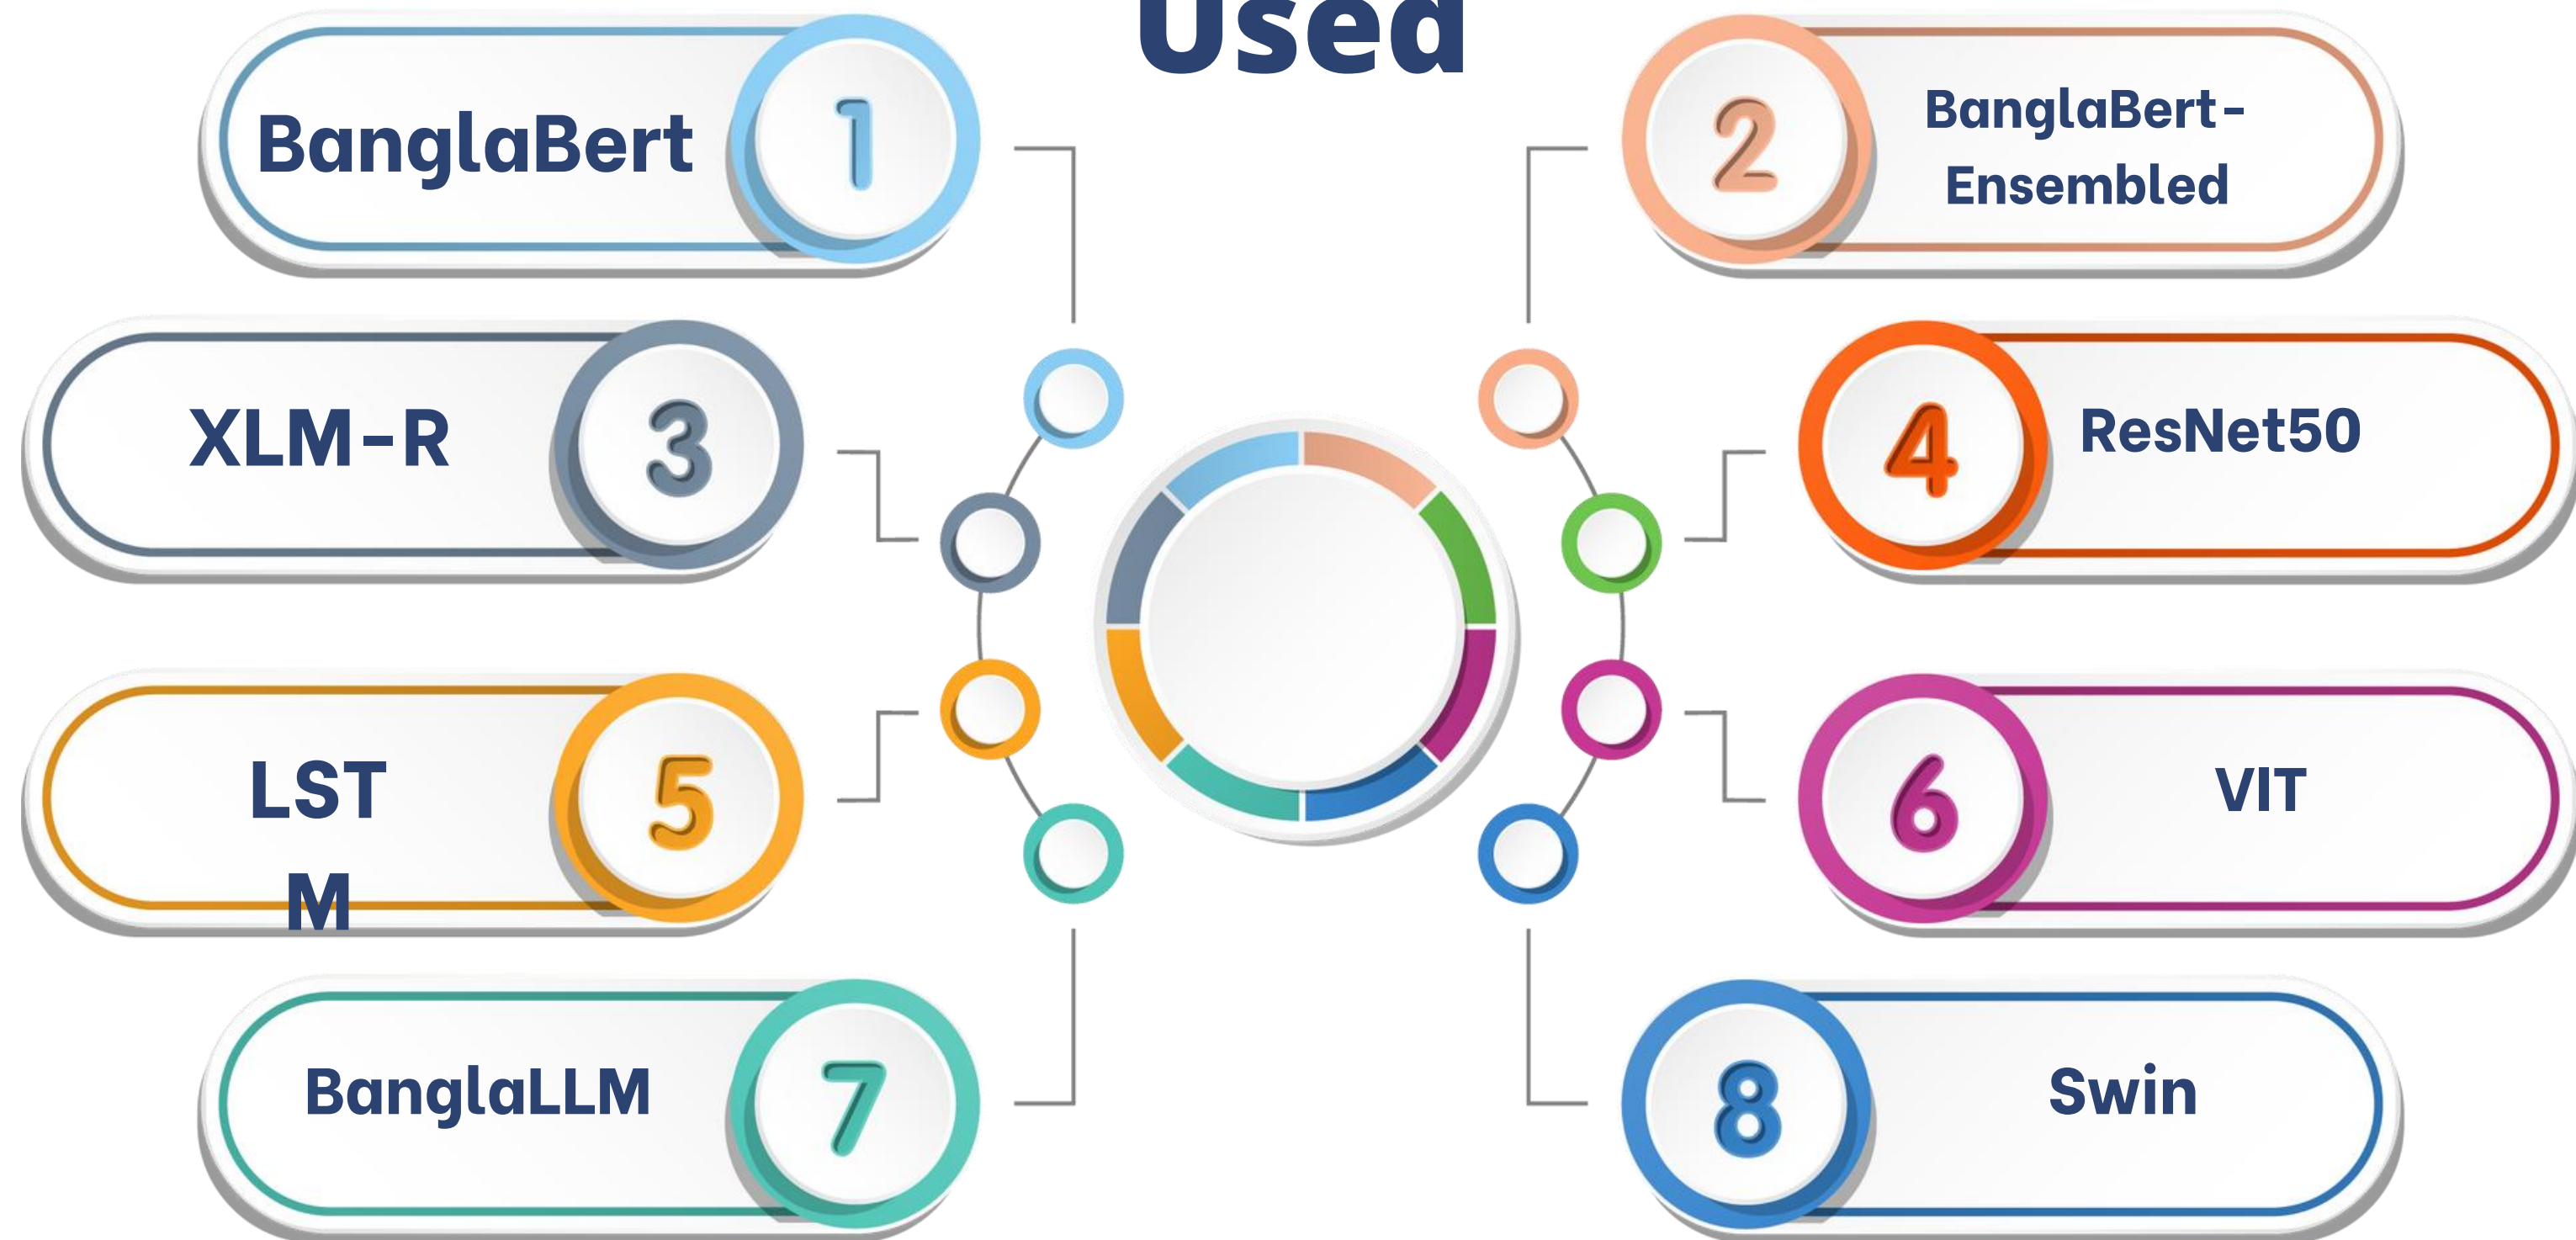 Used
BanglaBert
1
2
BanglaBert-
Ensembled
XLM-R
3
4
ResNet50
LST
M
5
6
VIT
BanglaLLM
7
8
Swin